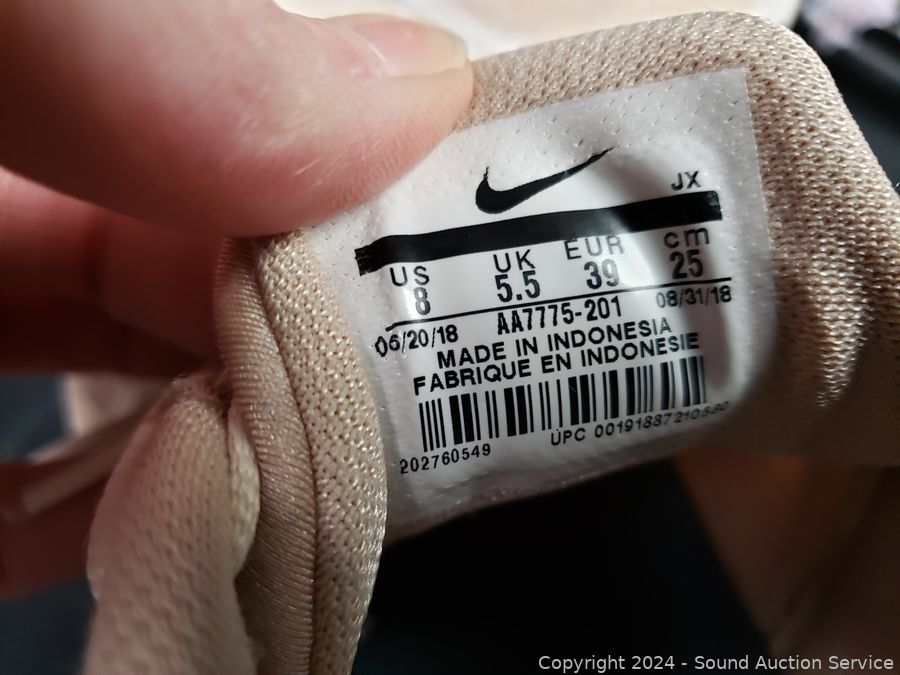 JX
US UK EUR cm
8 5.5 39 25
06/20/18 AA7775-201 08/31/18
MADE IN INDONESIA
FABRIQUE EN INDONESIE
202760549 UPC
Copyright 2024 - Sound Auction Service